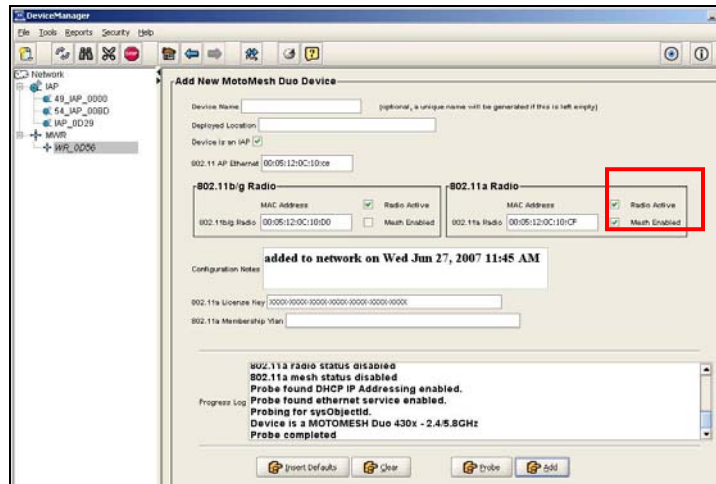 DeviceManager
File Tools Reports Security Help
Network
IAP
49_IAP_0000
54_IAP_00BD
IAP_0D29
MWR
WR_0D56
Add New MotoMesh Duo Device
Device Name (optional, a unique name will be generated if this is left empty)
Deployed Location
Device is an IAP
802.11 AP Ethernet 00:05:12:0C:10:ce
802.11b/g Radio
MAC Address Radio Active
802.11b/g Radio 00:05:12:0C:10:D0 Mesh Enabled
802.11a Radio
MAC Address Radio Active
802.11a Radio 00:05:12:0C:10:CF Mesh Enabled
Configuration Notes added to network on Wed Jun 27, 2007 11:45 AM
802.11a License Key XXXX-XXXX-XXXX-XXXX-XXXX-XXXX-XXXX-XXXX
802.11a Membership Vlan
Progress Log
802.11a radio status disabled
802.11a mesh status disabled
Probe found DHCP IP Addressing enabled.
Probe found ethernet service enabled.
Probing for sysObjectId.
Device is a MOTOMESH Duo 430x - 2.4/5.8GHz
Probe completed
Insert Defaults Clear Probe Add